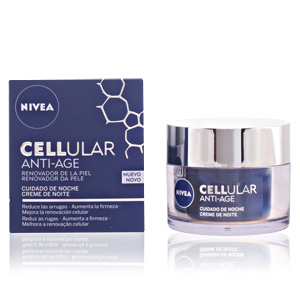 NIVEA
CELLULAR
ANTI-AGE
RENOVADOR DE LA PIEL
RENOVADOR DA PELE
NUEVO
NOVO
CUIDADO DE NOCHE
CREME DE NOITE
Reduce las arrugas - Aumenta la firmeza -
Mejora la renovación celular
Reduz as rugas - Aumenta a firmeza -
Melhora a renovação celular
NIVEA
CELLULAR
ANTI-AGE
CUIDADO DE NOCHE
CREME DE NOITE